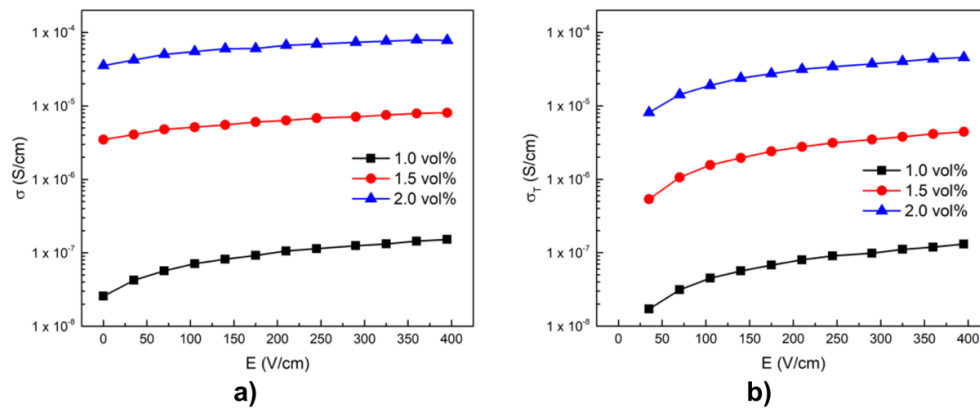 1 x 10⁻⁴
1 x 10⁻⁵
1 x 10⁻⁶
1 x 10⁻⁷
1 x 10⁻⁸
σ (S/cm)
1.0 vol%
1.5 vol%
2.0 vol%
0 50 100 150 200 250 300 350 400
E (V/cm)
a)
1 x 10⁻⁴
1 x 10⁻⁵
1 x 10⁻⁶
1 x 10⁻⁷
1 x 10⁻⁸
σT (S/cm)
1.0 vol%
1.5 vol%
2.0 vol%
0 50 100 150 200 250 300 350 400
E (V/cm)
b)